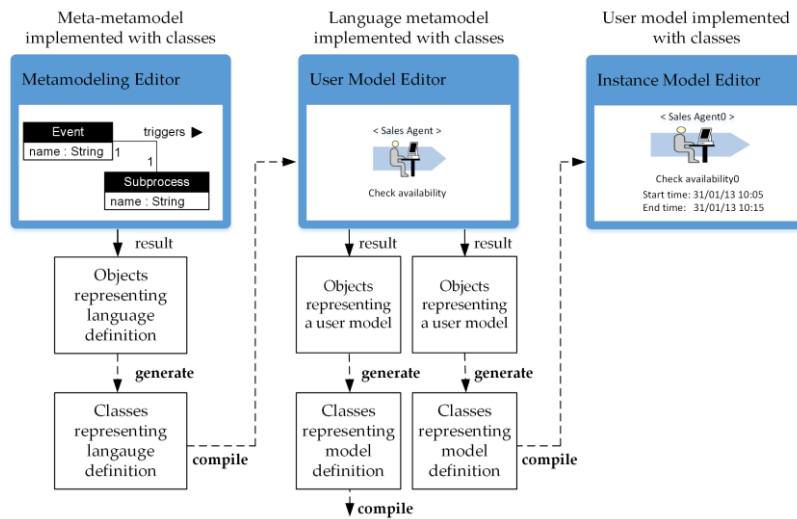 Meta-metamodel
implemented with classes
Language metamodel
implemented with classes
User model implemented
with classes
Metamodeling Editor
Event
name : String
triggers ►
1
1
Subprocess
name : String
User Model Editor
< Sales Agent >
Check availability
Instance Model Editor
< Sales Agent0 >
Check availability0
Start time: 31/01/13 10:05
End time: 31/01/13 10:15
result
result
result
Objects
representing
language
definition
Objects
representing
a user model
Objects
representing
a user model
generate
generate
generate
Classes
representing
langauge
definition
compile
Classes
representing
model
definition
Classes
representing
model
definition
compile
compile